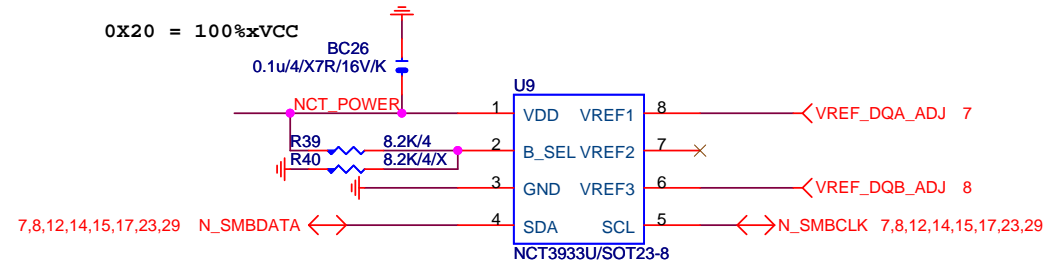 0X20 = 100%xVCC
BC26
0.1u/4/X7R/16V/K
U9
NCT_POWER
1 VDD VREF1 8 VREF_DQA_ADJ 7
R39 8.2K/4
2 B_SEL VREF2 7
R40 8.2K/4/X
3 GND VREF3 6 VREF_DQB_ADJ 8
7,8,12,14,15,17,23,29 N_SMBDATA 4 SDA SCL 5 N_SMBCLK 7,8,12,14,15,17,23,29
NCT3933U/SOT23-8